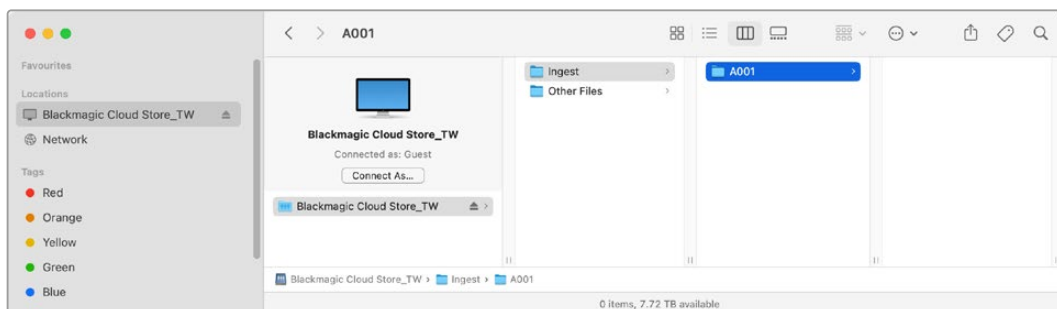 A001
Favourites
Locations
Blackmagic Cloud Store_TW
Network
Tags
Red
Orange
Yellow
Green
Blue
Blackmagic Cloud Store_TW
Connected as: Guest
Connect As...
Blackmagic Cloud Store_TW
Ingest
Other Files
A001
Blackmagic Cloud Store_TW › Ingest › A001
0 items, 7.72 TB available